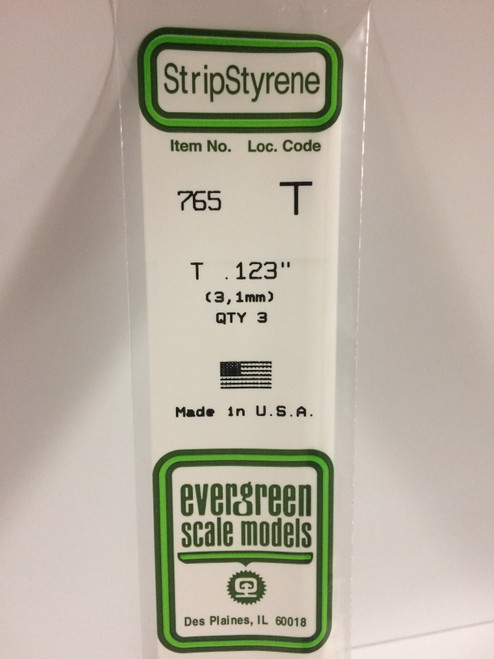 StripStyrene
Item No. Loc. Code
765 T
T .123"
(3,1mm)
QTY 3
Made in U.S.A.
evergreen
scale models
Des Plaines, IL 60018